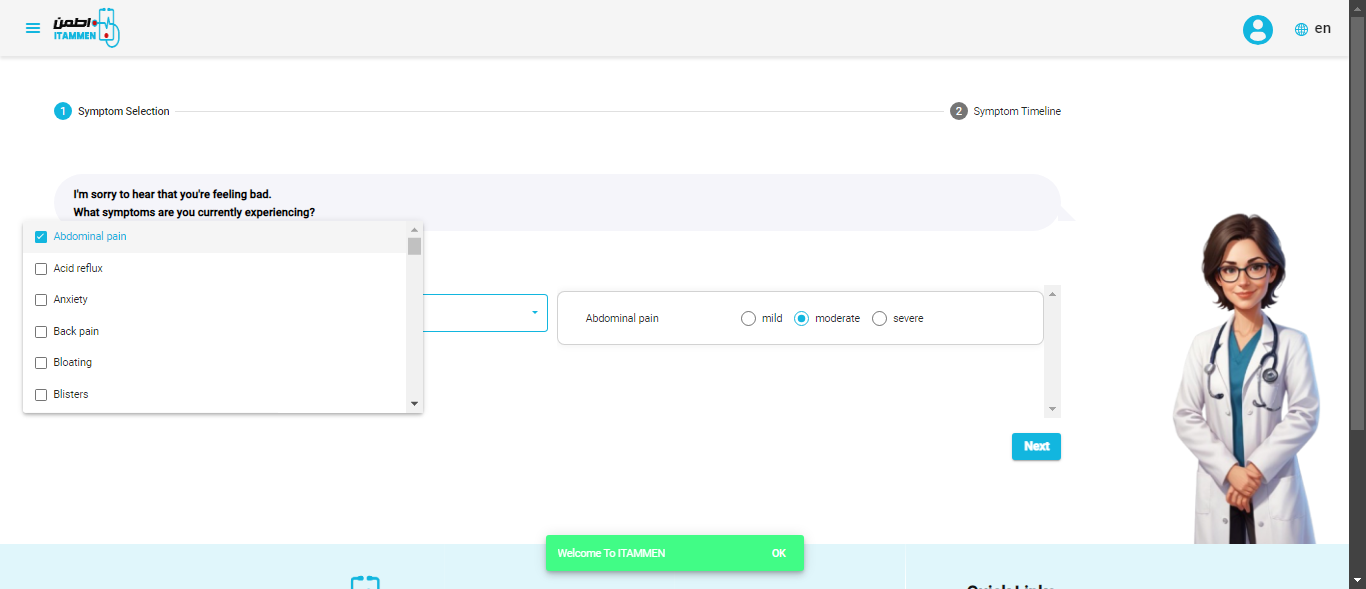 اطمن
ITAMMEN
en
1 Symptom Selection
2 Symptom Timeline
I'm sorry to hear that you're feeling bad.
What symptoms are you currently experiencing?
Abdominal pain
Acid reflux
Anxiety
Back pain
Bloating
Blisters
Abdominal pain mild moderate severe
Next
Welcome To ITAMMEN OK
Quick Links